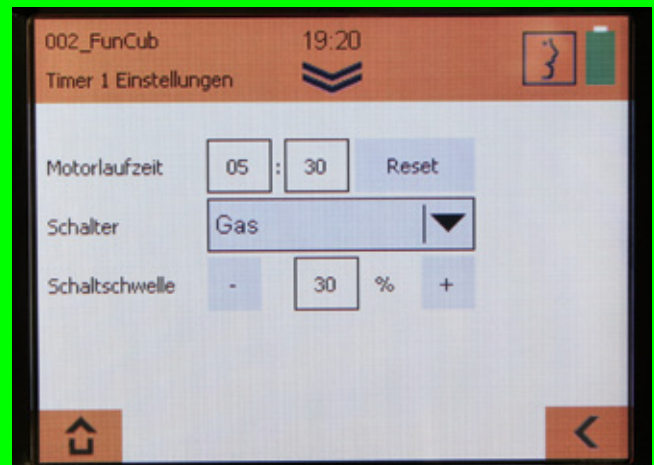 002_FunCub 19:20
Timer 1 Einstellungen
Motorlaufzeit 05 : 30 Reset
Schalter Gas
Schaltschwelle - 30 % +